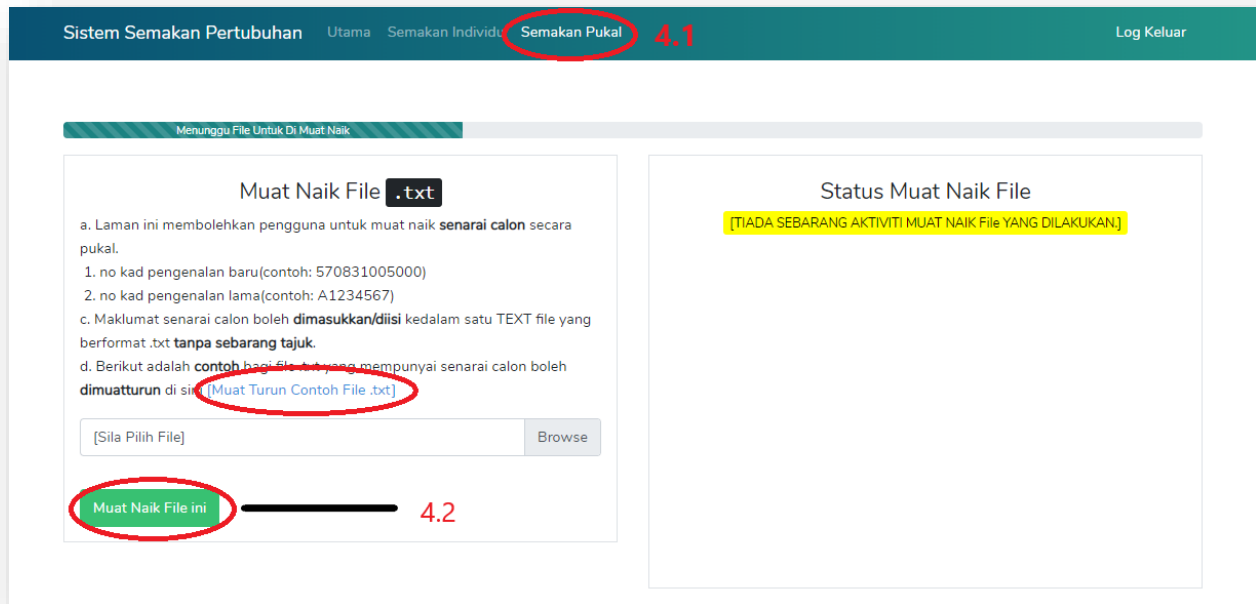 Sistem Semakan Pertubuhan Utama Semakan Individu Semakan Pukal 4.1 Log Keluar
Menunggu File Untuk Di Muat Naik
Muat Naik File .txt
a. Laman ini membolehkan pengguna untuk muat naik senarai calon secara
pukal.
1. no kad pengenalan baru(contoh: 570831005000)
2. no kad pengenalan lama(contoh: A1234567)
c. Maklumat senarai calon boleh dimasukkan/diisi kedalam satu TEXT file yang
berformat .txt tanpa sebarang tajuk.
d. Berikut adalah contoh bagi file .txt yang mempunyai senarai calon boleh
dimuatturun di sini [Muat Turun Contoh File .txt]
[Sila Pilih File] Browse
Muat Naik File ini 4.2
Status Muat Naik File
[TIADA SEBARANG AKTIVITI MUAT NAIK File YANG DILAKUKAN.]